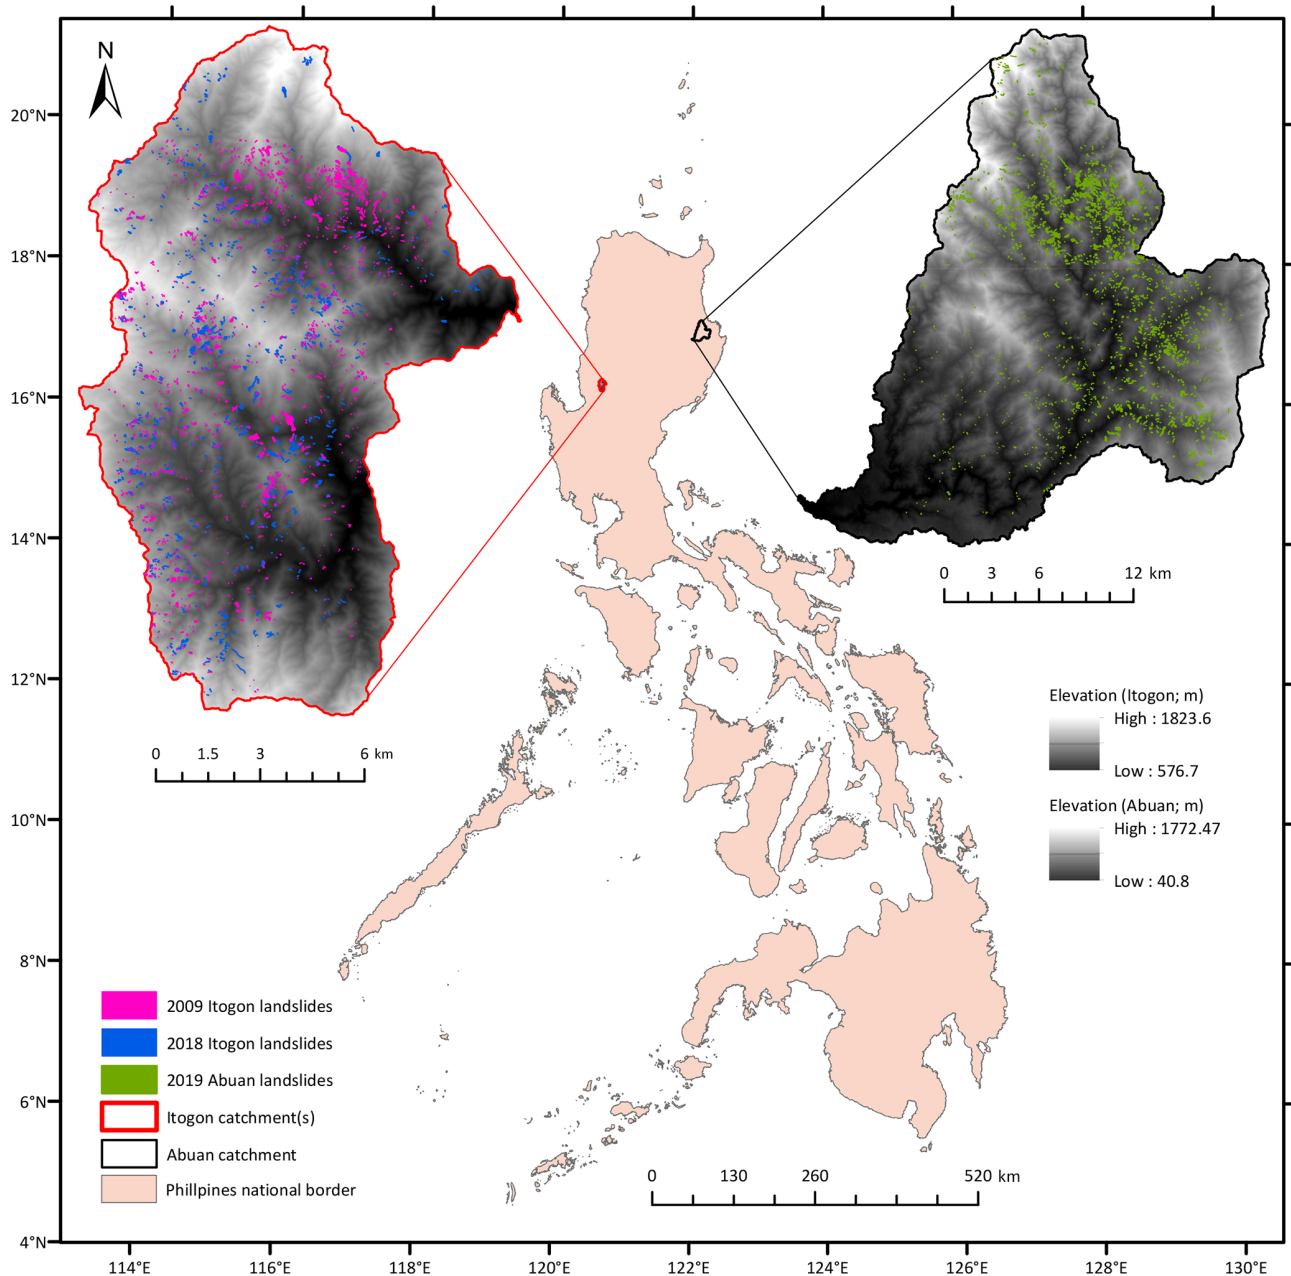 N
20°N
18°N
16°N
14°N
12°N
10°N
8°N
6°N
4°N
0 3 6 12 km
0 1.5 3 6 km
Elevation (Itogon; m)
High : 1823.6
Low : 576.7
Elevation (Abuan; m)
High : 1772.47
Low : 40.8
2009 Itogon landslides
2018 Itogon landslides
2019 Abuan landslides
Itogon catchment(s)
Abuan catchment
Phillpines national border
0 130 260 520 km
114°E 116°E 118°E 120°E 122°E 124°E 126°E 128°E 130°E